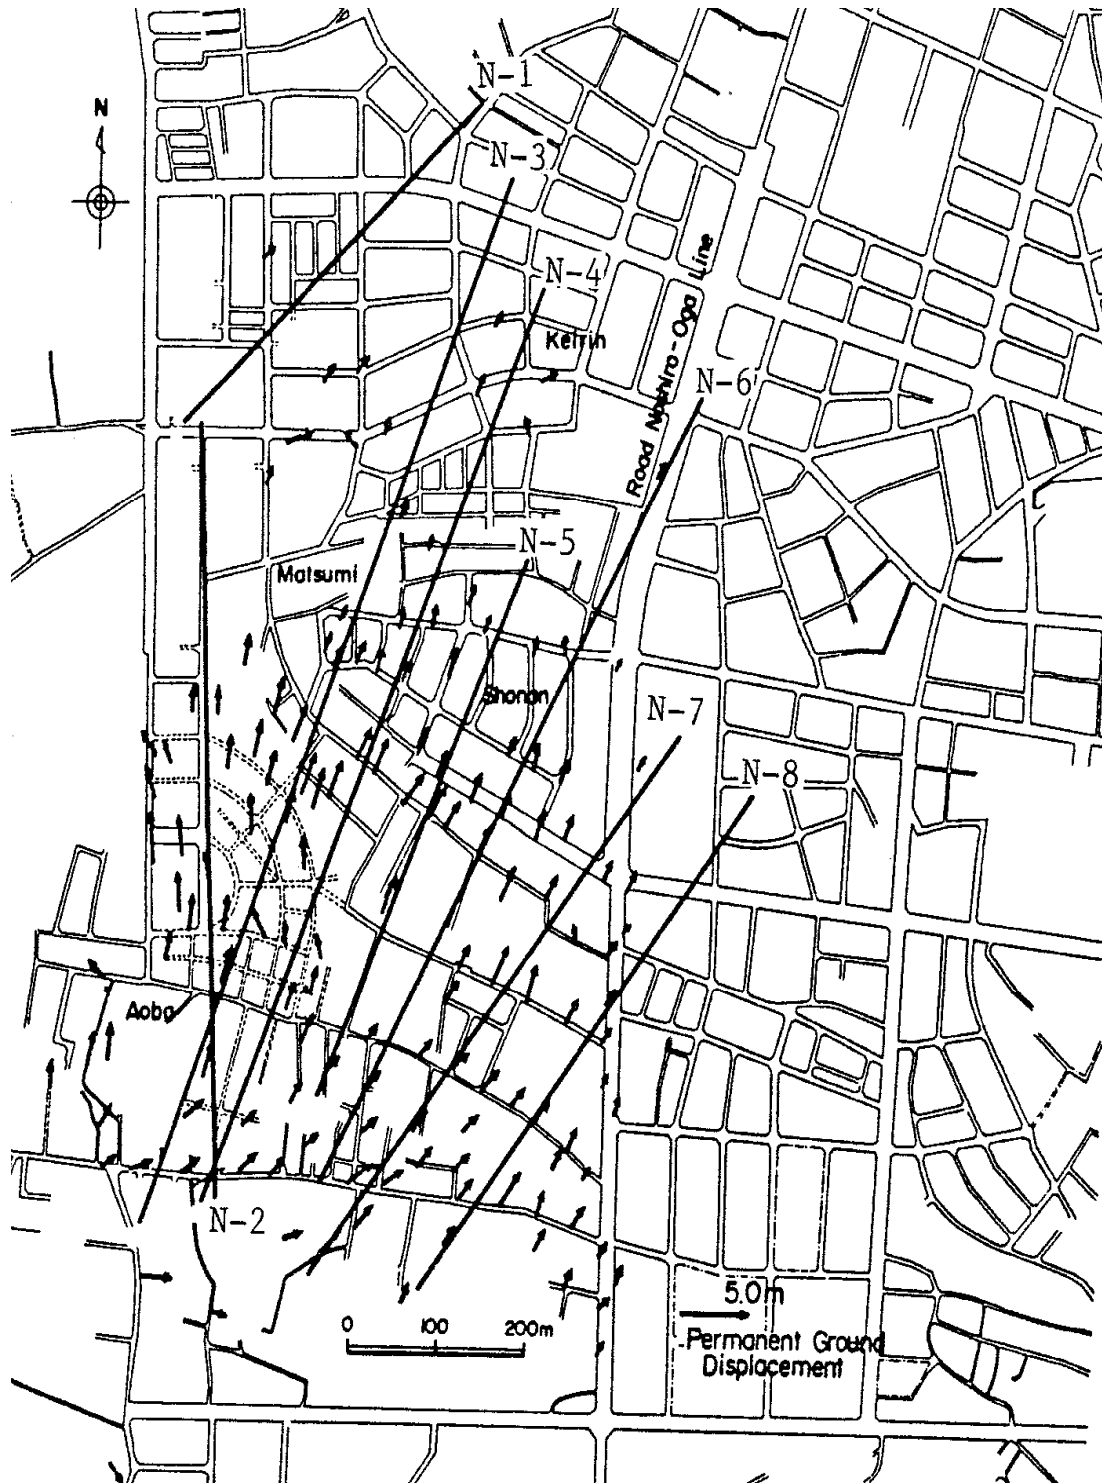 N-1
N
N-3
N-4
Road Noshiro-Oga Line
Keirin
N-6
N-5
Matsumi
Shonan
N-7
N-8
Aoba
N-2
5.0m
0 100 200m
Permanent Ground
Displacement